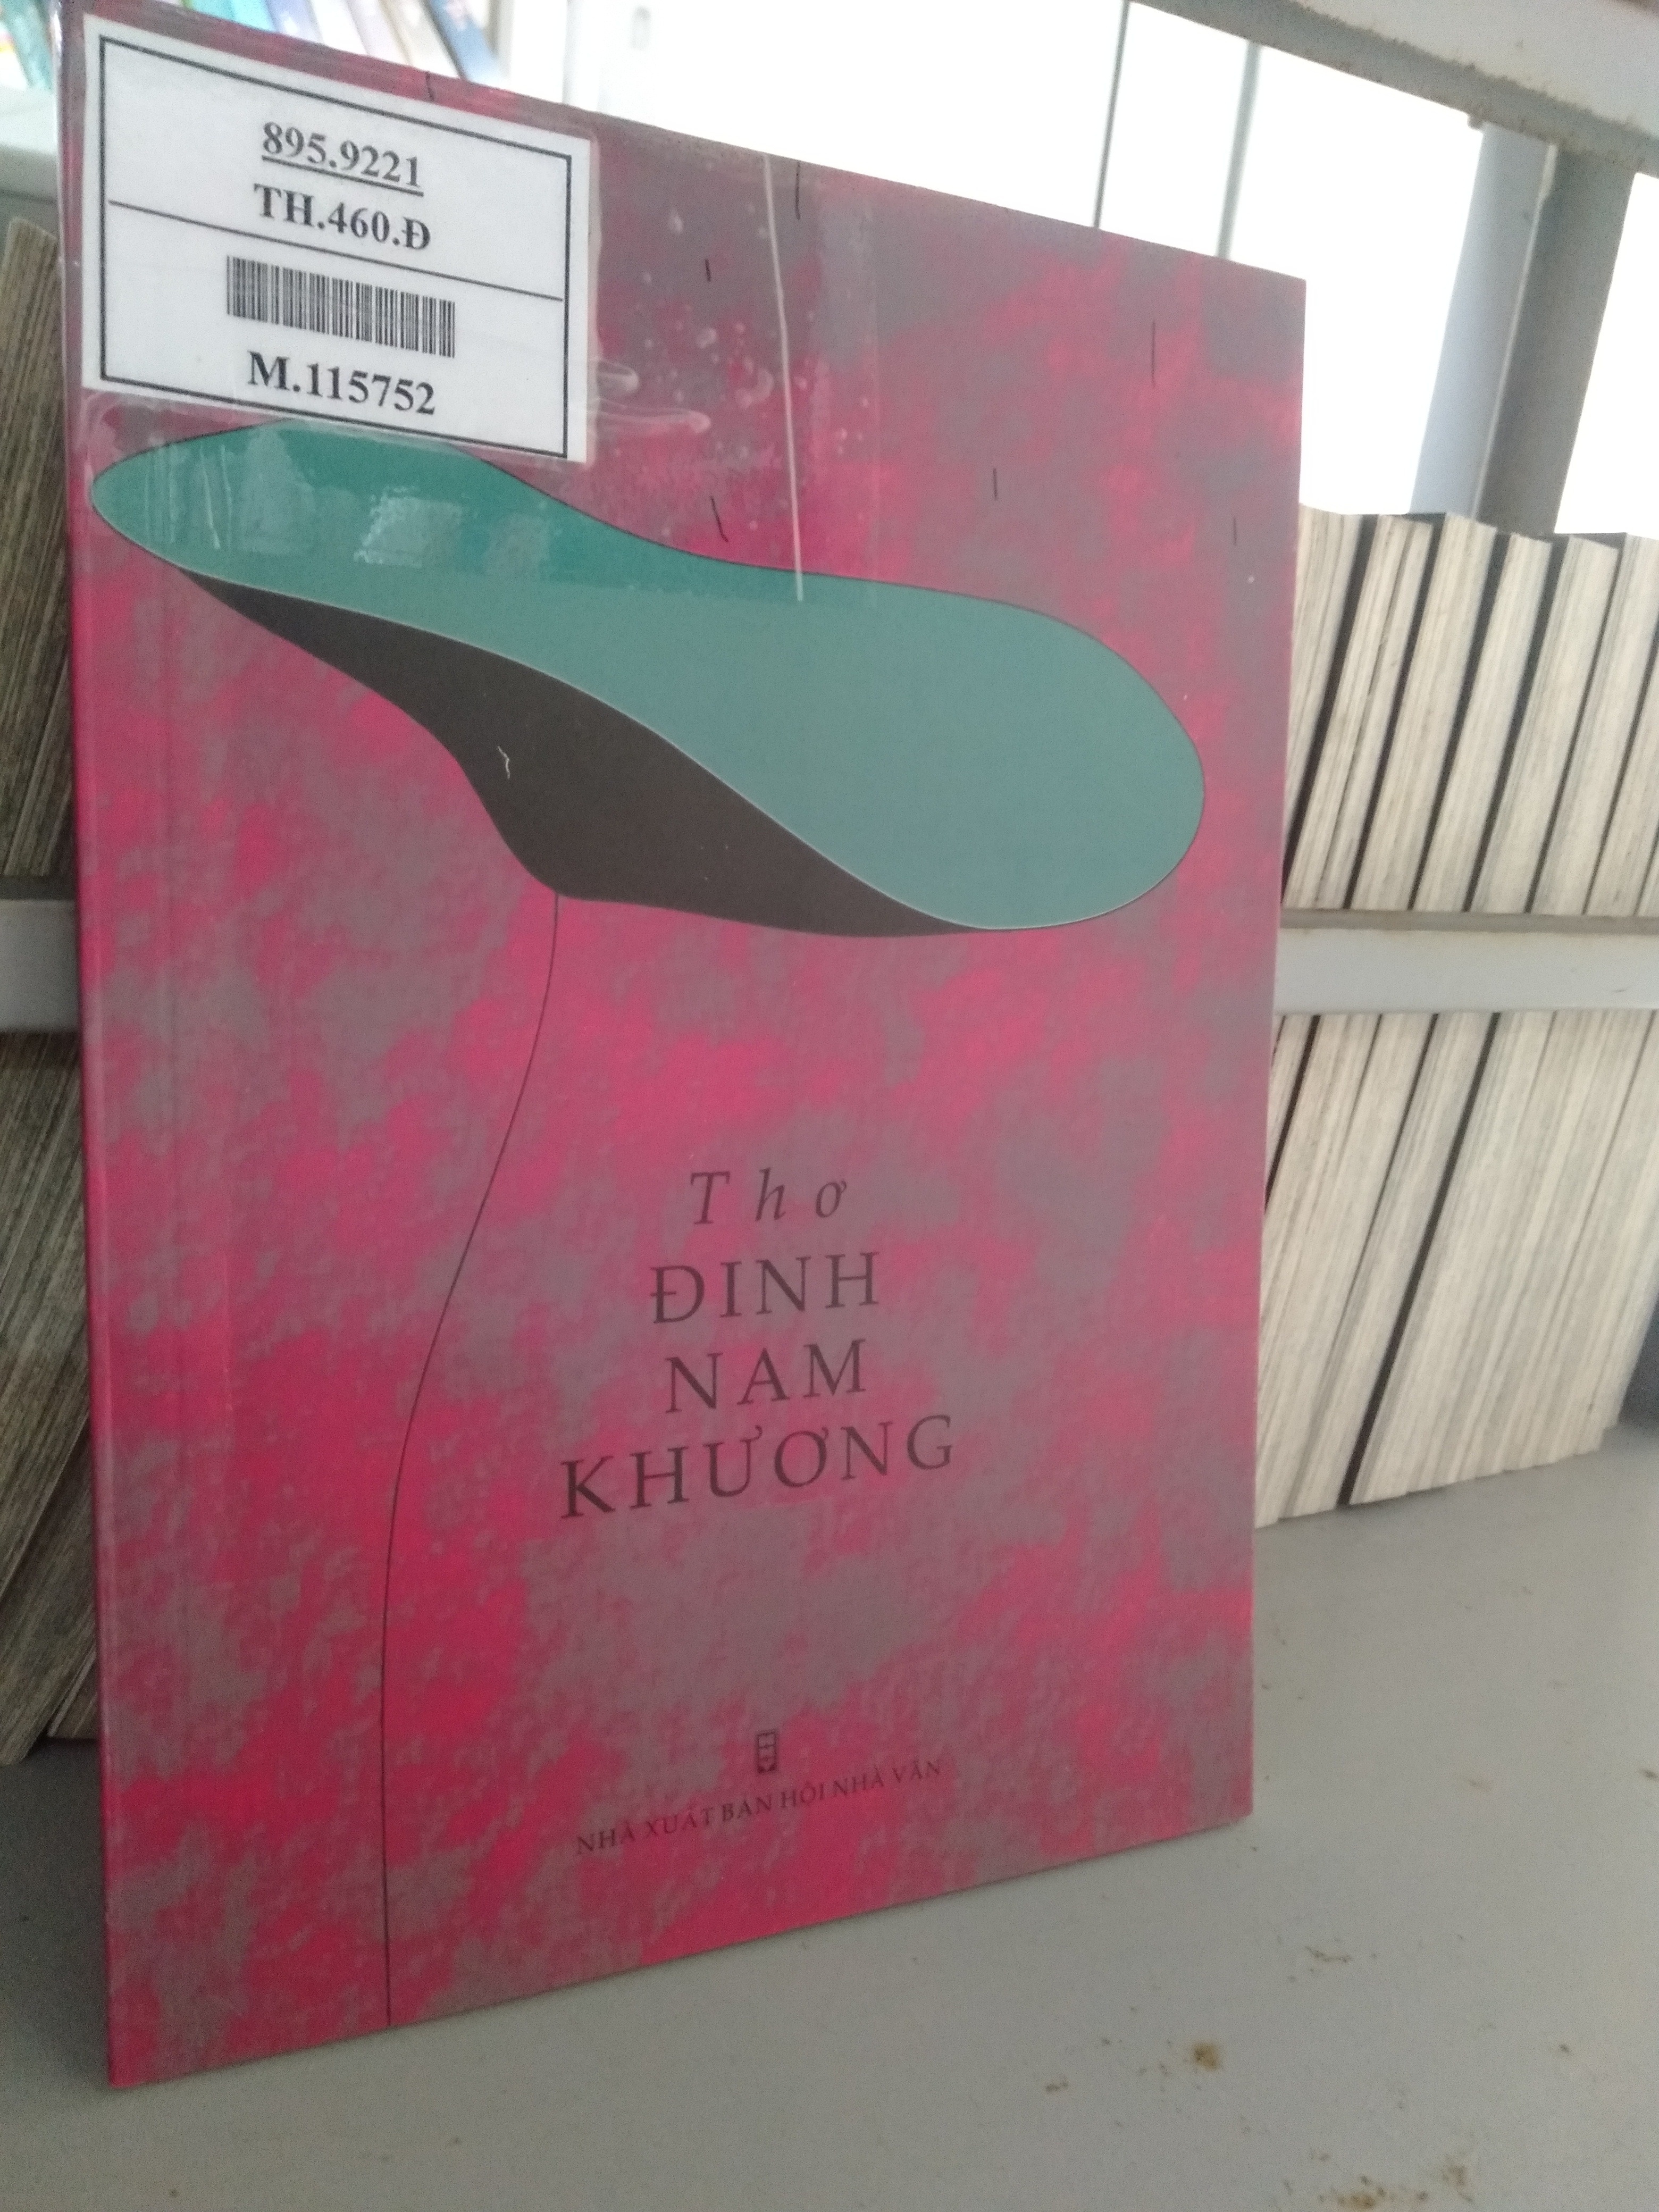 895.9221
TH.460.Đ
M.115752
Thơ
ĐINH
NAM
KHƯƠNG
NHÀ XUẤT BẢN HỘI NHÀ VĂN